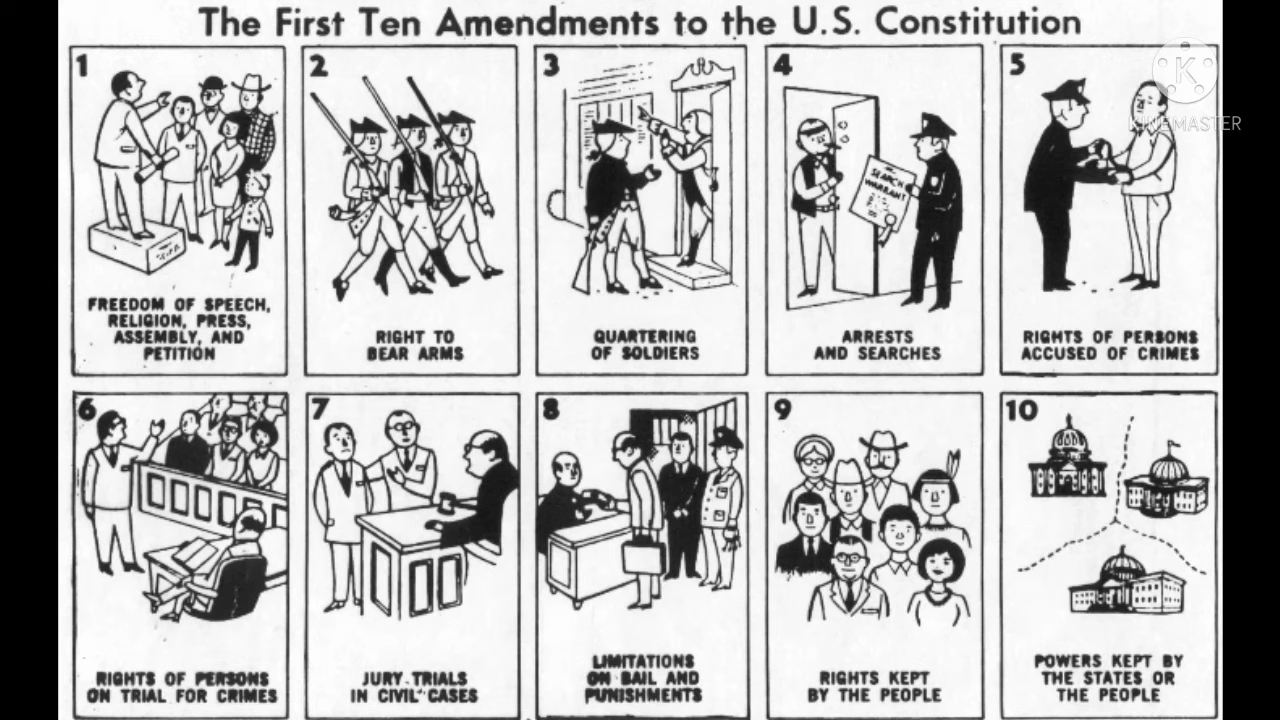 The First Ten Amendments to the U.S. Constitution
1
2
3
4
5
K
KINEMASTER
SEARCH
WARRANT
FREEDOM OF SPEECH,
RELIGION, PRESS,
ASSEMBLY, AND
PETITION
RIGHT TO
BEAR ARMS
QUARTERING
OF SOLDIERS
ARRESTS
AND SEARCHES
RIGHTS OF PERSONS
ACCUSED OF CRIMES
6
7
8
9
10
RIGHTS OF PERSONS
ON TRIAL FOR CRIMES
JURY TRIALS
IN CIVIL CASES
LIMITATIONS
ON BAIL AND
PUNISHMENTS
RIGHTS KEPT
BY THE PEOPLE
POWERS KEPT BY
THE STATES OR
THE PEOPLE